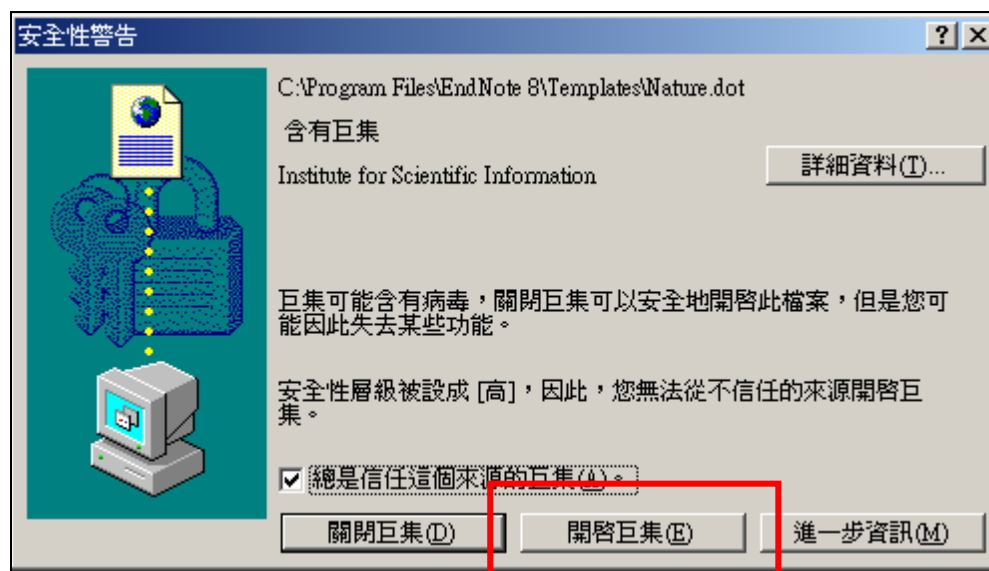 安全性警告
C:\Program Files\EndNote 8\Templates\Nature.dot
含有巨集
Institute for Scientific Information
詳細資料(T)...
巨集可能含有病毒，關閉巨集可以安全地開啓此檔案，但是您可
能因此失去某些功能。
安全性層級被設成 [高]，因此，您無法從不信任的來源開啓巨
集。
總是信任這個來源的巨集(A)。
關閉巨集(D)
開啓巨集(E)
進一步資訊(M)